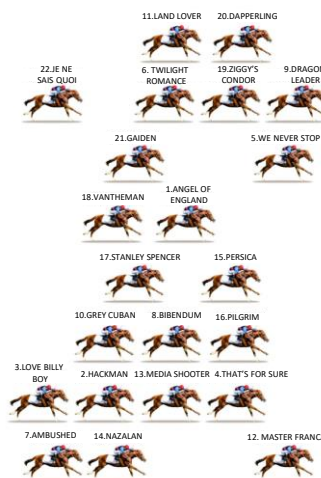 11.LAND LOVER 20.DAPPERLING
22.JE NE
SAIS QUOI
6. TWILIGHT
ROMANCE
19.ZIGGY'S
CONDOR
9.DRAGON
LEADER
21.GAIDEN 5.WE NEVER STOP
18.VANTHEMAN
1.ANGEL OF
ENGLAND
17.STANLEY SPENCER 15.PERSICA
10.GREY CUBAN 8.BIBENDUM 16.PILGRIM
3.LOVE BILLY
BOY
2.HACKMAN 13.MEDIA SHOOTER 4.THAT'S FOR SURE
7.AMBUSHED 14.NAZALAN 12. MASTER